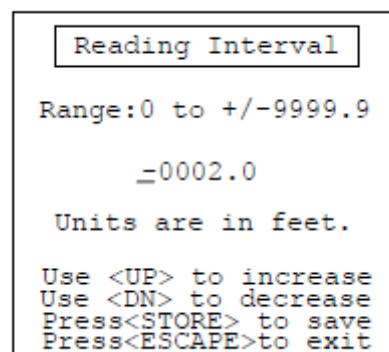 Reading Interval
Range:0 to +/-9999.9
-0002.0
Units are in feet.
Use <UP> to increase
Use <DN> to decrease
Press<STORE> to save
Press<ESCAPE>to exit